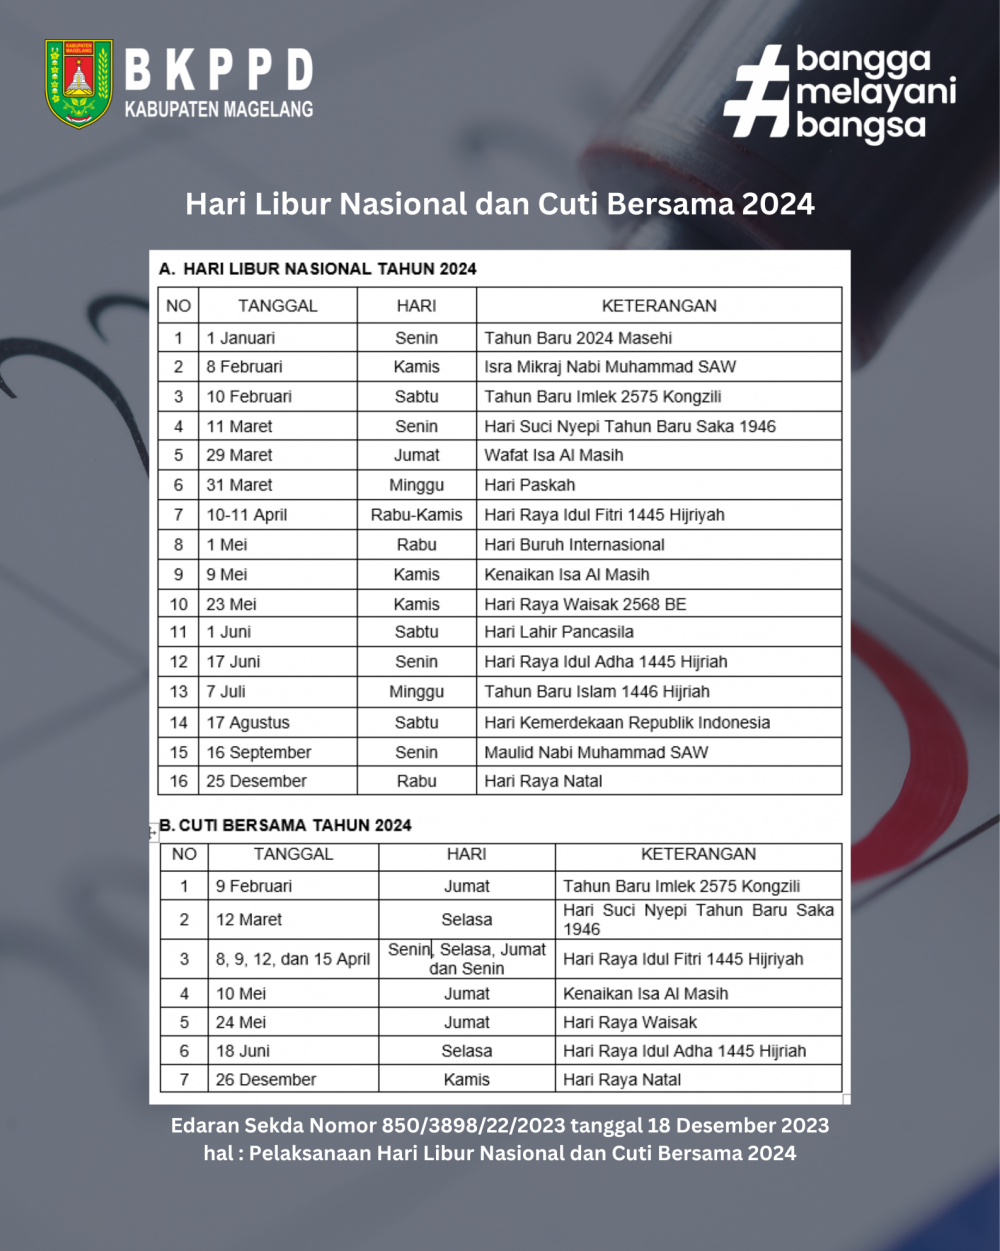 KABUPATEN MAGELANG
BKPPD
KABUPATEN MAGELANG
#bangga
melayani
bangsa
Hari Libur Nasional dan Cuti Bersama 2024
A. HARI LIBUR NASIONAL TAHUN 2024
NO TANGGAL HARI KETERANGAN
1 1 Januari Senin Tahun Baru 2024 Masehi
2 8 Februari Kamis Isra Mikraj Nabi Muhammad SAW
3 10 Februari Sabtu Tahun Baru Imlek 2575 Kongzili
4 11 Maret Senin Hari Suci Nyepi Tahun Baru Saka 1946
5 29 Maret Jumat Wafat Isa Al Masih
6 31 Maret Minggu Hari Paskah
7 10-11 April Rabu-Kamis Hari Raya Idul Fitri 1445 Hijriyah
8 1 Mei Rabu Hari Buruh Internasional
9 9 Mei Kamis Kenaikan Isa Al Masih
10 23 Mei Kamis Hari Raya Waisak 2568 BE
11 1 Juni Sabtu Hari Lahir Pancasila
12 17 Juni Senin Hari Raya Idul Adha 1445 Hijriah
13 7 Juli Minggu Tahun Baru Islam 1446 Hijriah
14 17 Agustus Sabtu Hari Kemerdekaan Republik Indonesia
15 16 September Senin Maulid Nabi Muhammad SAW
16 25 Desember Rabu Hari Raya Natal
B. CUTI BERSAMA TAHUN 2024
NO TANGGAL HARI KETERANGAN
1 9 Februari Jumat Tahun Baru Imlek 2575 Kongzili
2 12 Maret Selasa Hari Suci Nyepi Tahun Baru Saka
1946
3 8, 9, 12, dan 15 April Senin, Selasa, Jumat
dan Senin Hari Raya Idul Fitri 1445 Hijriyah
4 10 Mei Jumat Kenaikan Isa Al Masih
5 24 Mei Jumat Hari Raya Waisak
6 18 Juni Selasa Hari Raya Idul Adha 1445 Hijriah
7 26 Desember Kamis Hari Raya Natal
Edaran Sekda Nomor 850/3898/22/2023 tanggal 18 Desember 2023
hal : Pelaksanaan Hari Libur Nasional dan Cuti Bersama 2024